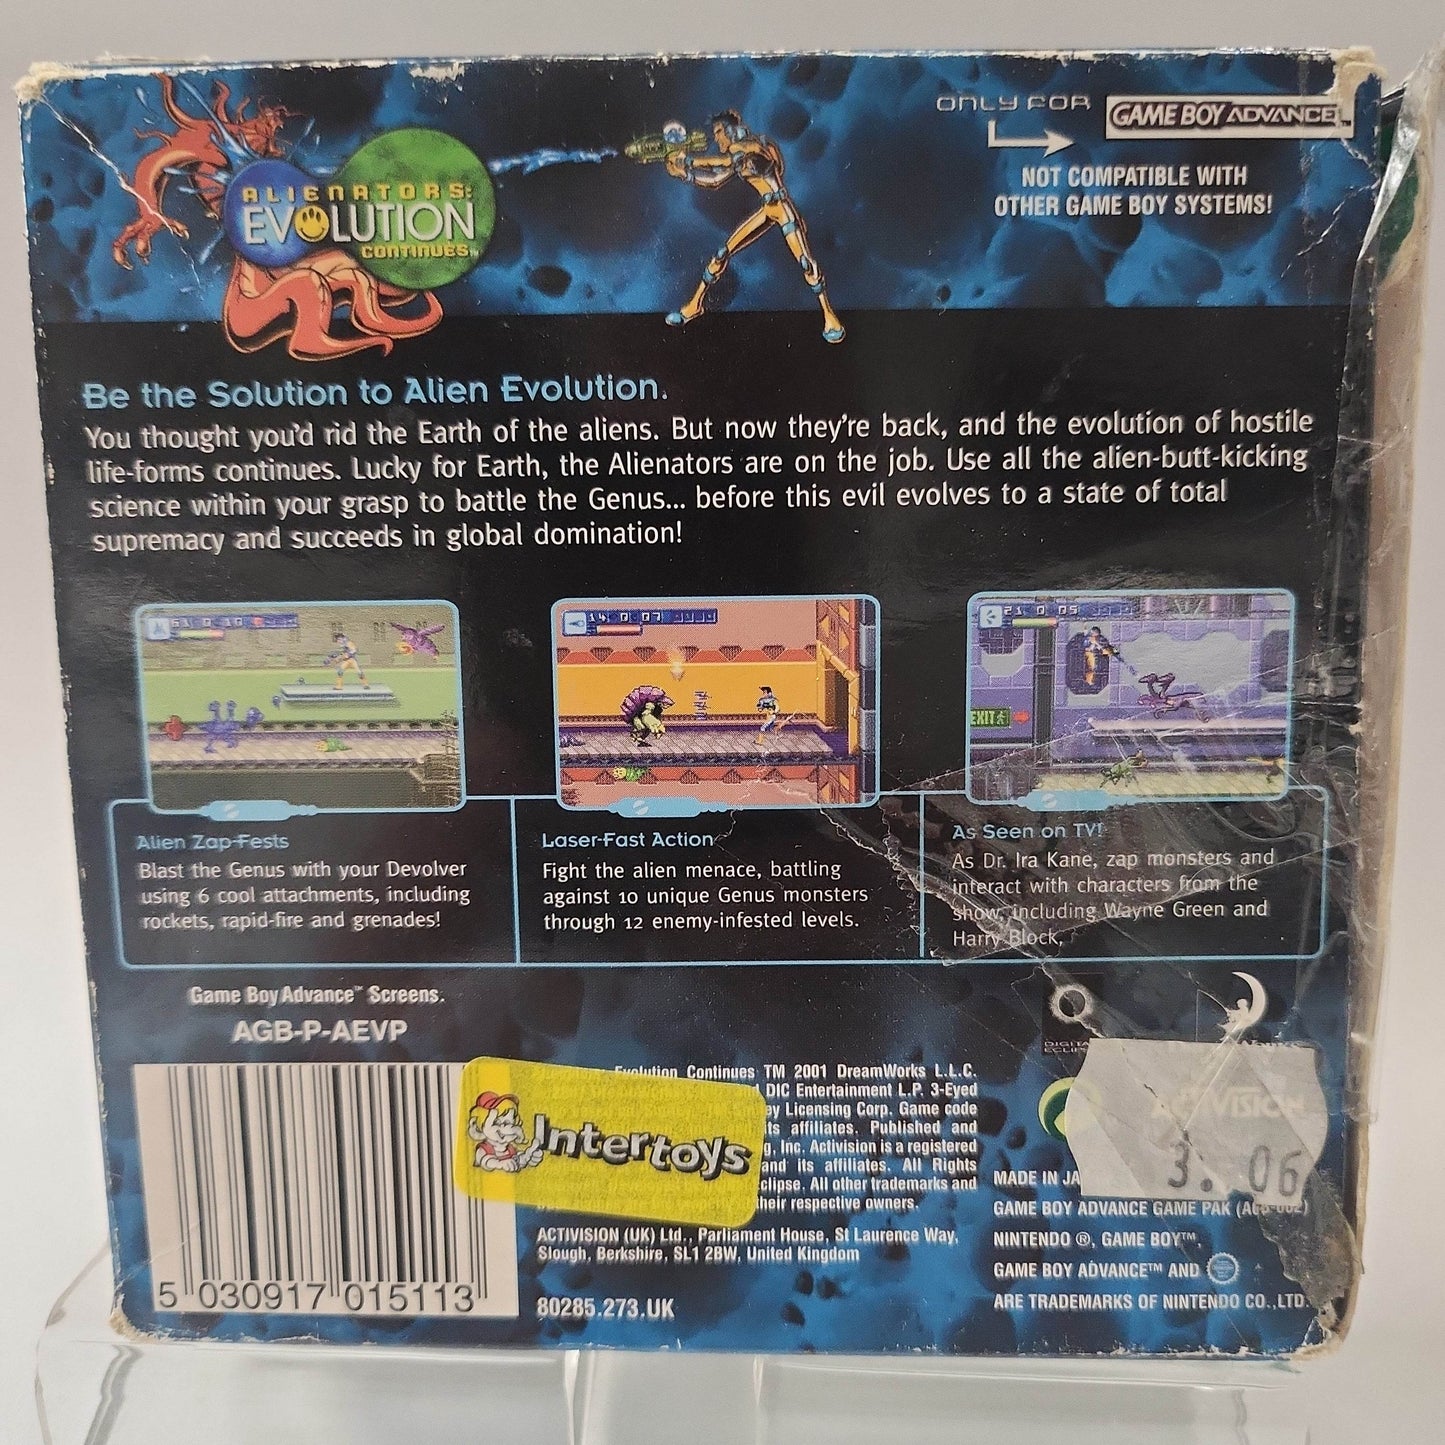 ONLY FOR
GAME BOY ADVANCE
NOT COMPATIBLE WITH
OTHER GAME BOY SYSTEMS!
ALIENATORS:
EVOLUTION
CONTINUES™
Be the Solution to Alien Evolution.
You thought you'd rid the Earth of the aliens. But now they're back, and the evolution of hostile
life-forms continues. Lucky for Earth, the Alienators are on the job. Use all the alien-butt-kicking
science within your grasp to battle the Genus... before this evil evolves to a state of total
supremacy and succeeds in global domination!
EXIT
Alien Zap-Fests
Blast the Genus with your Devolver
using 6 cool attachments, including
rockets, rapid-fire and grenades!
Laser-Fast Action
Fight the alien menace, battling
against 10 unique Genus monsters
through 12 enemy-infested levels.
As Seen on TV!
As Dr. Ira Kane, zap monsters and
interact with characters from the
show, including Wayne Green and
Harry Block.
Game Boy Advance™ Screens.
AGB-P-AEVP
5 030917 015113
Intertoys
Evolution Continues TM 2001 DreamWorks L.L.C.
DIC Entertainment L.P. 3-Eyed
Licensing Corp. Game code
its affiliates. Published and
Inc. Activision is a registered
and its affiliates. All Rights
All other trademarks and
their respective owners.
ACTIVISION (UK) Ltd., Parliament House, St Laurence Way,
Slough, Berkshire, SL1 2BW, United Kingdom
80285.273.UK
DIGITAL
ECLIPSE
ACTIVISION
3. 06
MADE IN JA
GAME BOY ADVANCE GAME PAK (AGB-002)
NINTENDO ®, GAME BOY™,
GAME BOY ADVANCE™ AND
ARE TRADEMARKS OF NINTENDO CO.,LTD.